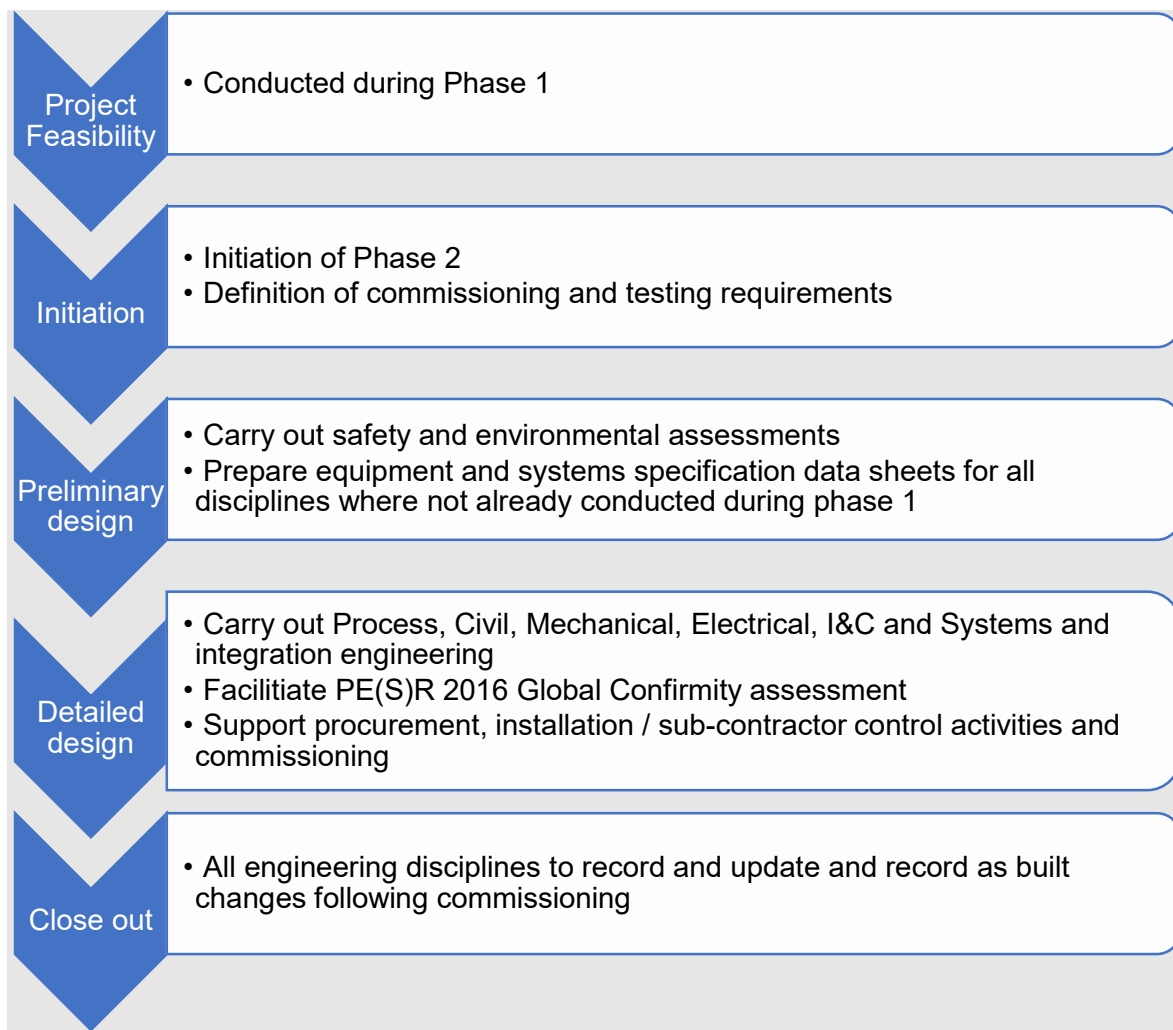 Project
Feasibility
• Conducted during Phase 1
Initiation
• Initiation of Phase 2
• Definition of commissioning and testing requirements
Preliminary
design
• Carry out safety and environmental assessments
• Prepare equipment and systems specification data sheets for all
disciplines where not already conducted during phase 1
Detailed
design
• Carry out Process, Civil, Mechanical, Electrical, I&C and Systems and
integration engineering
• Facilitiate PE(S)R 2016 Global Confirmity assessment
• Support procurement, installation / sub-contractor control activities and
commissioning
Close out
• All engineering disciplines to record and update and record as built
changes following commissioning